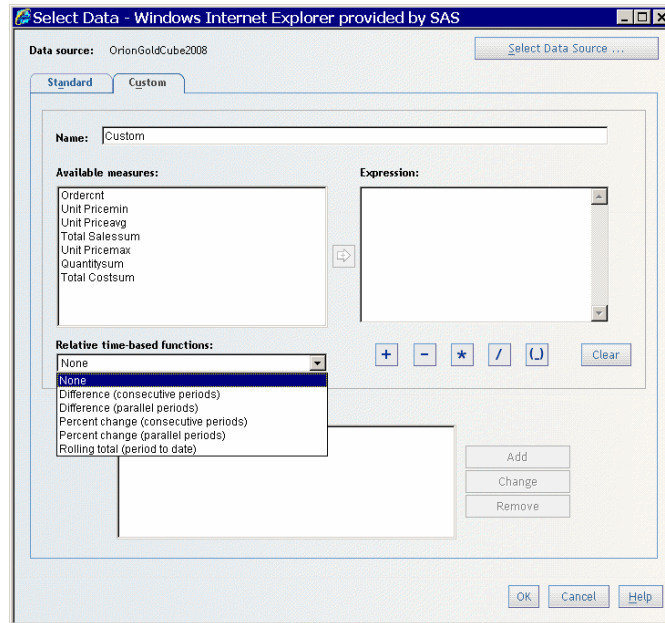 Select Data - Windows Internet Explorer provided by SAS
Data source: OrionGoldCube2008
Select Data Source ...
Standard Custom
Name: Custom
Available measures: Expression:
Ordercnt
Unit Pricemin
Unit Priceavg
Total Salessum
Unit Pricemax
Quantitysum
Total Costsum
Relative time-based functions:
+ - * / (_) Clear
None
None
Difference (consecutive periods)
Difference (parallel periods)
Percent change (consecutive periods)
Percent change (parallel periods)
Rolling total (period to date)
Add
Change
Remove
OK Cancel Help